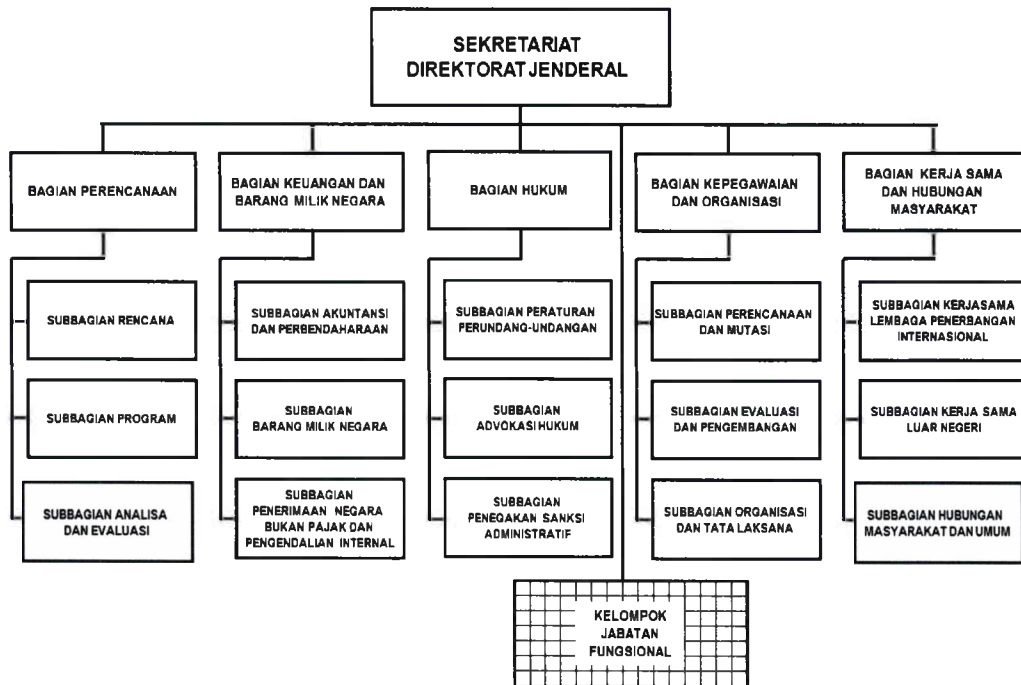 SEKRETARIAT
DIREKTORAT JENDERAL
BAGIAN PERENCANAAN
BAGIAN KEUANGAN DAN
BARANG MILIK NEGARA
BAGIAN HUKUM
BAGIAN KEPEGAWAIAN
DAN ORGANISASI
BAGIAN KERJA SAMA
DAN HUBUNGAN
MASYARAKAT
SUBBAGIAN RENCANA
SUBBAGIAN AKUNTANSI
DAN PERBENDAHARAAN
SUBBAGIAN PERATURAN
PERUNDANG-UNDANGAN
SUBBAGIAN PERENCANAAN
DAN MUTASI
SUBBAGIAN KERJASAMA
LEMBAGA PENERBANGAN
INTERNASIONAL
SUBBAGIAN PROGRAM
SUBBAGIAN
BARANG MILIK NEGARA
SUBBAGIAN
ADVOKASI HUKUM
SUBBAGIAN EVALUASI
DAN PENGEMBANGAN
SUBBAGIAN KERJA SAMA
LUAR NEGERI
SUBBAGIAN ANALISA
DAN EVALUASI
SUBBAGIAN
PENERIMAAN NEGARA
BUKAN PAJAK DAN
PENGENDALIAN INTERNAL
SUBBAGIAN
PENEGAKAN SANKSI
ADMINISTRATIF
SUBBAGIAN ORGANISASI
DAN TATA LAKSANA
SUBBAGIAN HUBUNGAN
MASYARAKAT DAN UMUM
KELOMPOK
JABATAN
FUNGSIONAL